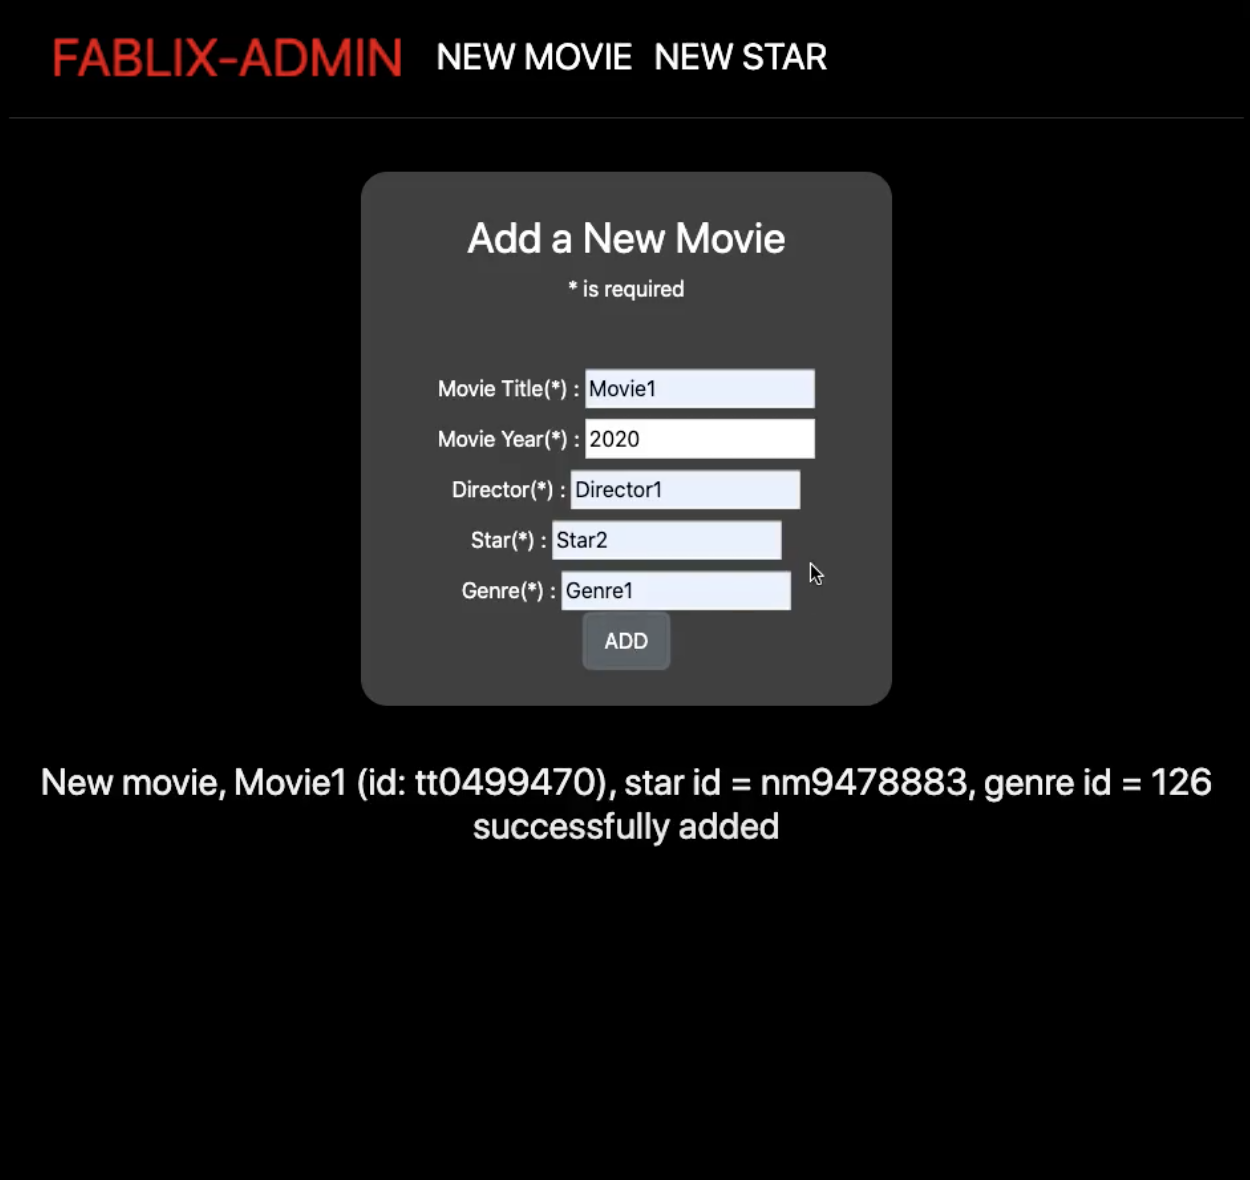 FABLIX-ADMIN NEW MOVIE NEW STAR
Add a New Movie
* is required
Movie Title(*) : Movie1
Movie Year(*) : 2020
Director(*) : Director1
Star(*) : Star2
Genre(*) : Genre1
ADD
New movie, Movie1 (id: tt0499470), star id = nm9478883, genre id = 126
successfully added